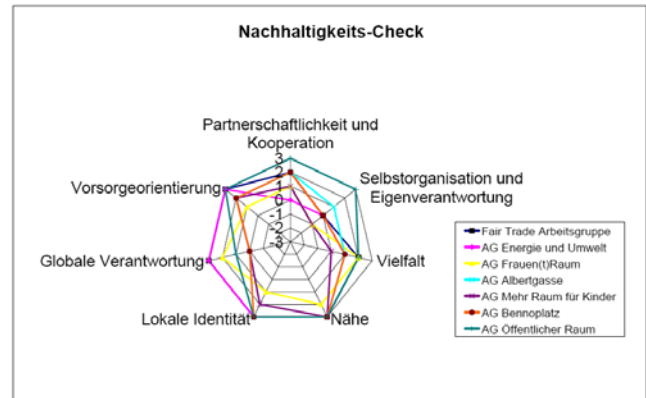 Nachhaltigkeits-Check
Partnerschaftlichkeit und
Kooperation
3
2
1
0
-1
-2
-3
Selbstorganisation und
Eigenverantwortung
Vorsorgeorientierung
Globale Verantwortung
Vielfalt
Lokale Identität
Nähe
Fair Trade Arbeitsgruppe
AG Energie und Umwelt
AG Frauen(t)Raum
AG Albertgasse
AG Mehr Raum für Kinder
AG Bennoplatz
AG Öffentlicher Raum